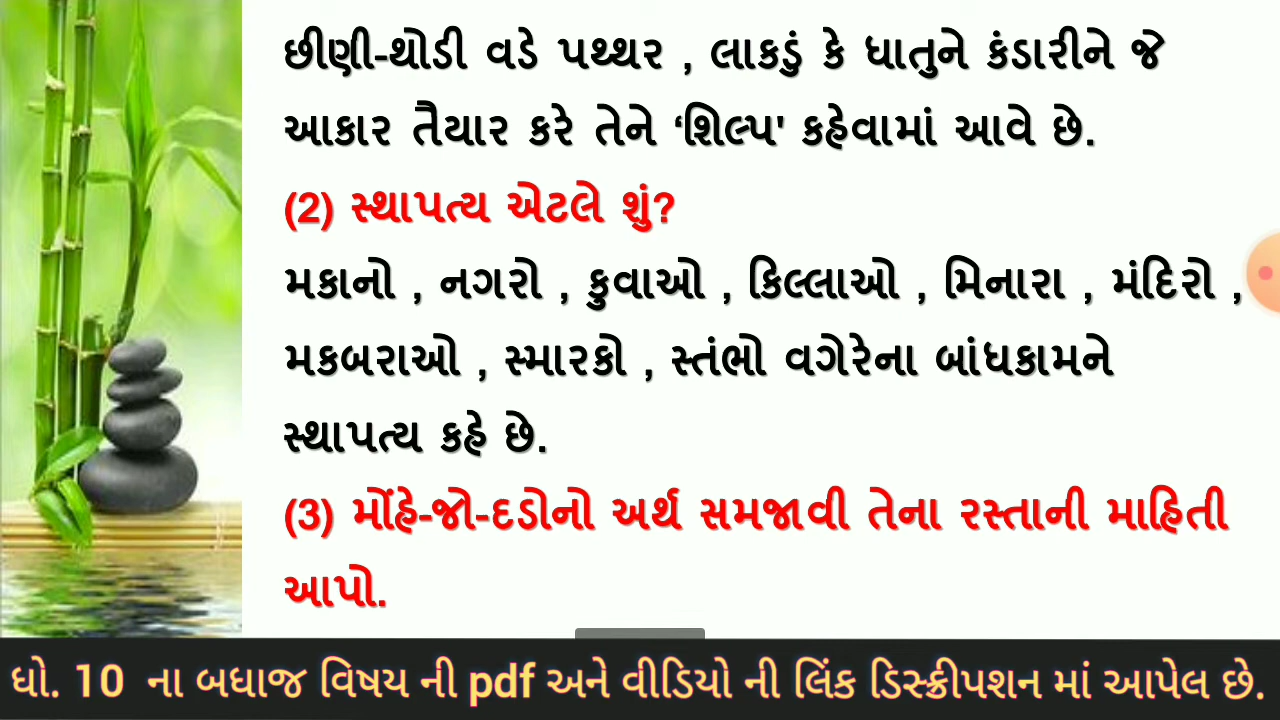 છીણી-થોડી વડે પથ્થર , લાકડું કે ધાતુને કંડારીને જે
આકાર તૈયાર કરે તેને ‘શિલ્પ' કહેવામાં આવે છે.
(2) સ્થાપત્ય એટલે શું?
મકાનો , નગરો , કુવાઓ , કિલ્લાઓ , મિનારા , મંદિરો ,
મકબરાઓ , સ્મારકો , સ્તંભો વગેરેના બાંધકામને
સ્થાપત્ય કહે છે.
(3) મોંહે-જો-દડોનો અર્થ સમજાવી તેના રસ્તાની માહિતી
આપો.
ધો. 10 ના બધાજ વિષય ની pdf અને વીડિયો ની લિંક ડિસ્ક્રીપશન માં આપેલ છે.